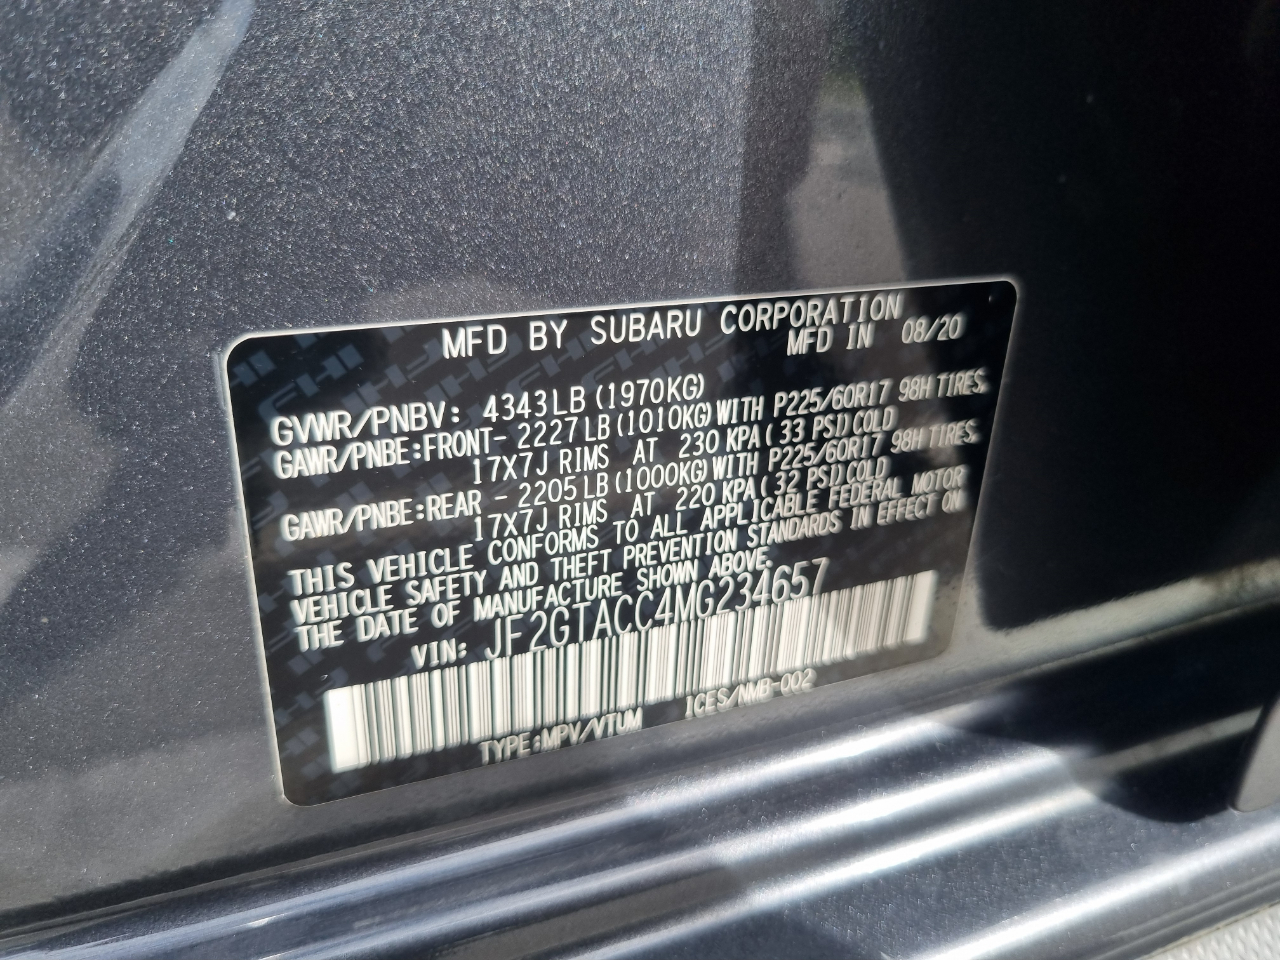 MFD BY SUBARU CORPORATION
MFD IN 08/20
GVWR/PNBV: 4343LB (1970KG)
GAWR/PNBE:FRONT- 2227LB(1010KG)WITH P225/60R17 98H TIRES,
17X7J RIMS AT 230 KPA( 33 PSI)COLD
GAWR/PNBE:REAR - 2205LB(1000KG)WITH P225/60R17 98H TIRES,
17X7J RIMS AT 220 KPA( 32 PSI)COLD
THIS VEHICLE CONFORMS TO ALL APPLICABLE FEDERAL MOTOR
VEHICLE SAFETY AND THEFT PREVENTION STANDARDS IN EFFECT ON
THE DATE OF MANUFACTURE SHOWN ABOVE.
VIN: JF2GTACC4MG234657
TYPE:MPV/VTUM ICES/NMB-002